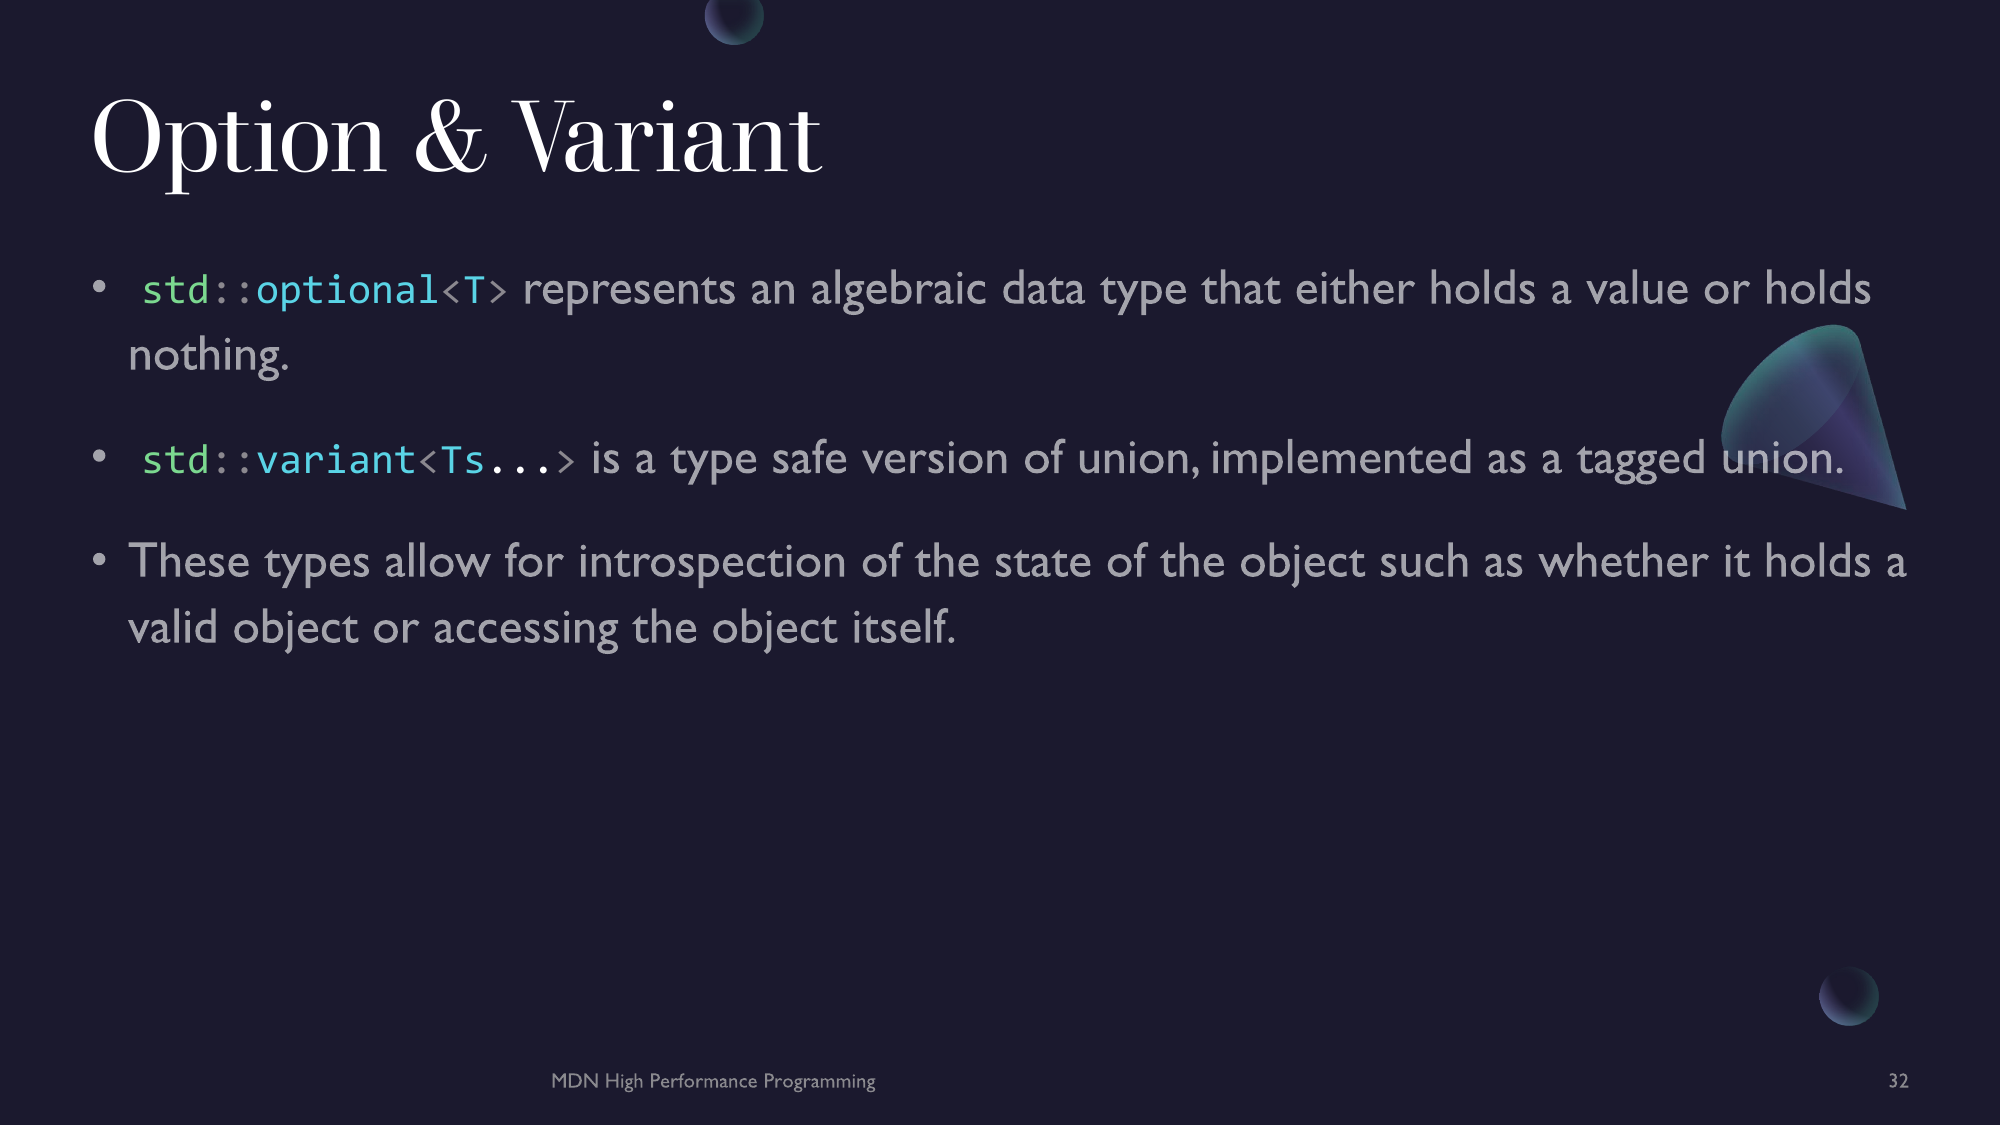 Option & Variant
• std::optional<T> represents an algebraic data type that either holds a value or holds
nothing.
• std::variant<Ts...> is a type safe version of union, implemented as a tagged union.
• These types allow for introspection of the state of the object such as whether it holds a
valid object or accessing the object itself.
MDN High Performance Programming
32